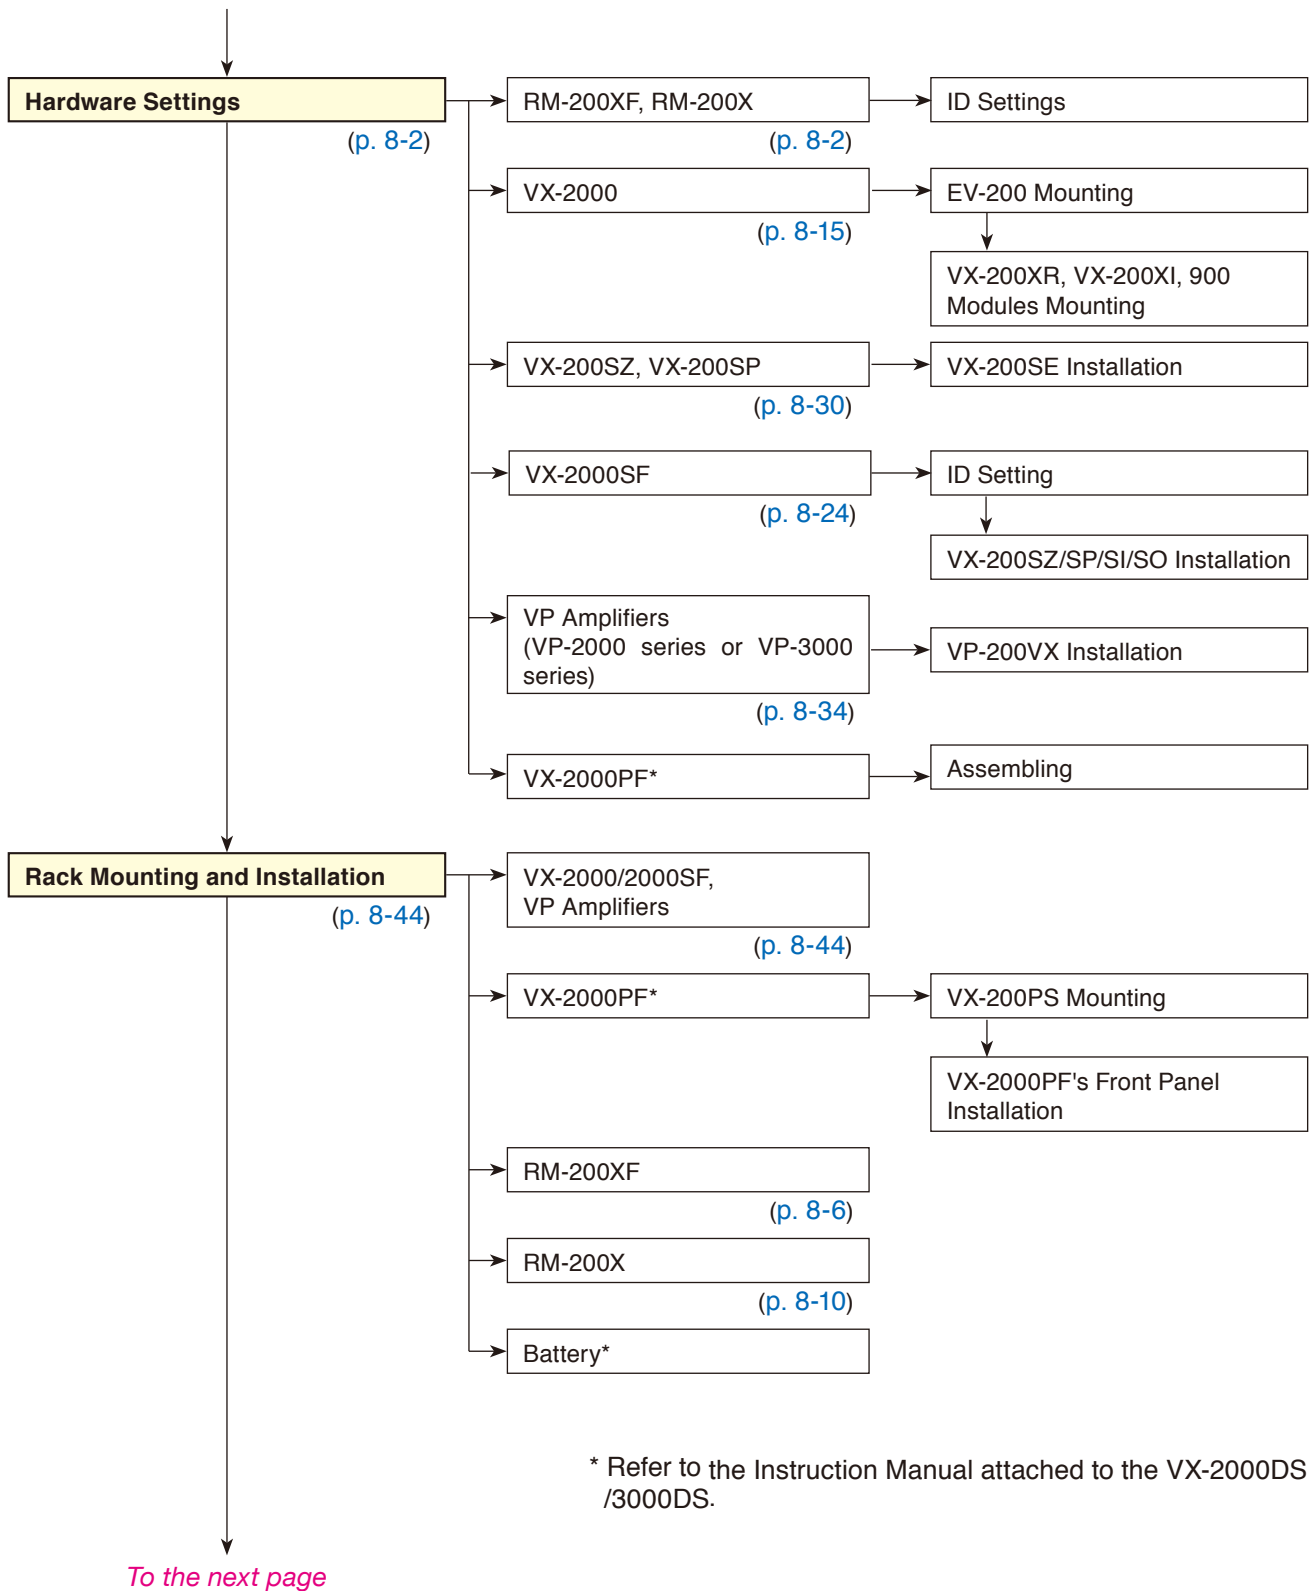 Hardware Settings
(p. 8-2)
RM-200XF, RM-200X
(p. 8-2)
ID Settings
VX-2000
(p. 8-15)
EV-200 Mounting
VX-200XR, VX-200XI, 900
Modules Mounting
VX-200SZ, VX-200SP
(p. 8-30)
VX-200SE Installation
VX-2000SF
(p. 8-24)
ID Setting
VX-200SZ/SP/SI/SO Installation
VP Amplifiers
(VP-2000 series or VP-3000
series)
(p. 8-34)
VP-200VX Installation
VX-2000PF*
Assembling
Rack Mounting and Installation
(p. 8-44)
VX-2000/2000SF,
VP Amplifiers
(p. 8-44)
VX-2000PF*
VX-200PS Mounting
VX-2000PF's Front Panel
Installation
RM-200XF
(p. 8-6)
RM-200X
(p. 8-10)
Battery*
* Refer to the Instruction Manual attached to the VX-2000DS
/3000DS.
To the next page